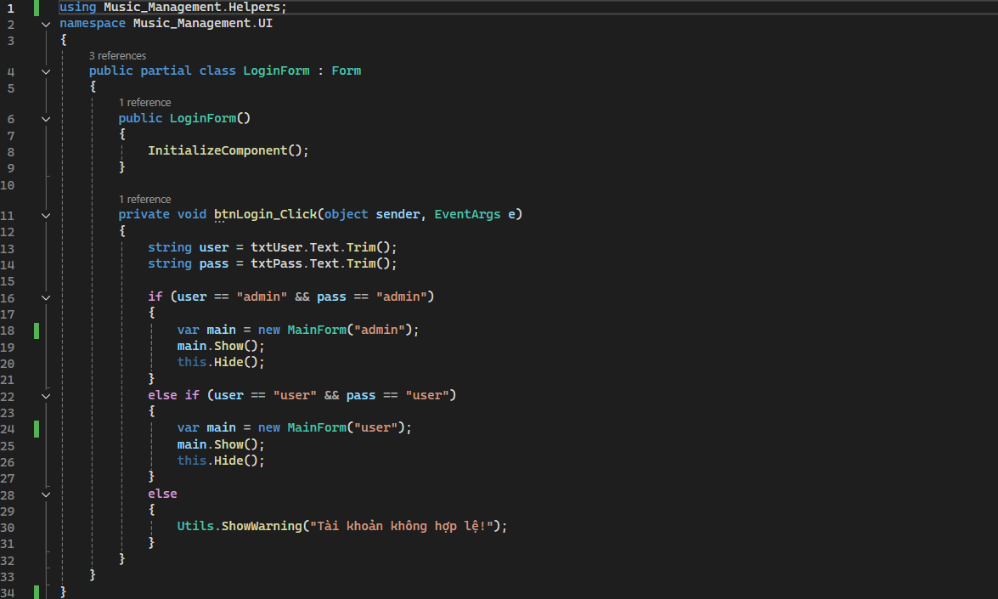 1 using Music_Management.Helpers;
2 namespace Music_Management.UI
3 {
3 references
4 public partial class LoginForm : Form
5 {
1 reference
6 public LoginForm()
7 {
8 InitializeComponent();
9 }
10
1 reference
11 private void btnLogin_Click(object sender, EventArgs e)
12 {
13 string user = txtUser.Text.Trim();
14 string pass = txtPass.Text.Trim();
15
16 if (user == "admin" && pass == "admin")
17 {
18 var main = new MainForm("admin");
19 main.Show();
20 this.Hide();
21 }
22 else if (user == "user" && pass == "user")
23 {
24 var main = new MainForm("user");
25 main.Show();
26 this.Hide();
27 }
28 else
29 {
30 Utils.ShowWarning("Tài khoản không hợp lệ!");
31 }
32 }
33 }
34 }